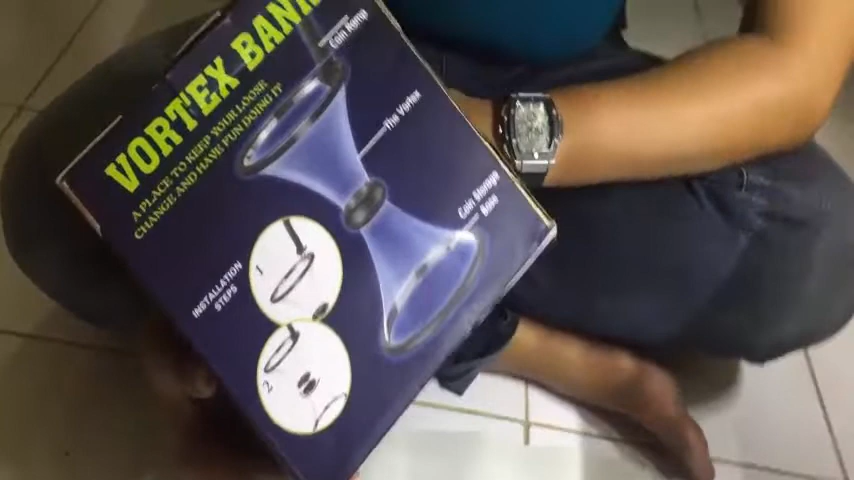 VORTEX BANK
A PLACE TO KEEP YOUR LOOSE
CHANGE AND HAVE FUN DOING IT
Coin Ramp
The Vortex
Coin Storage
Base
INSTALLATION
STEPS
1
2